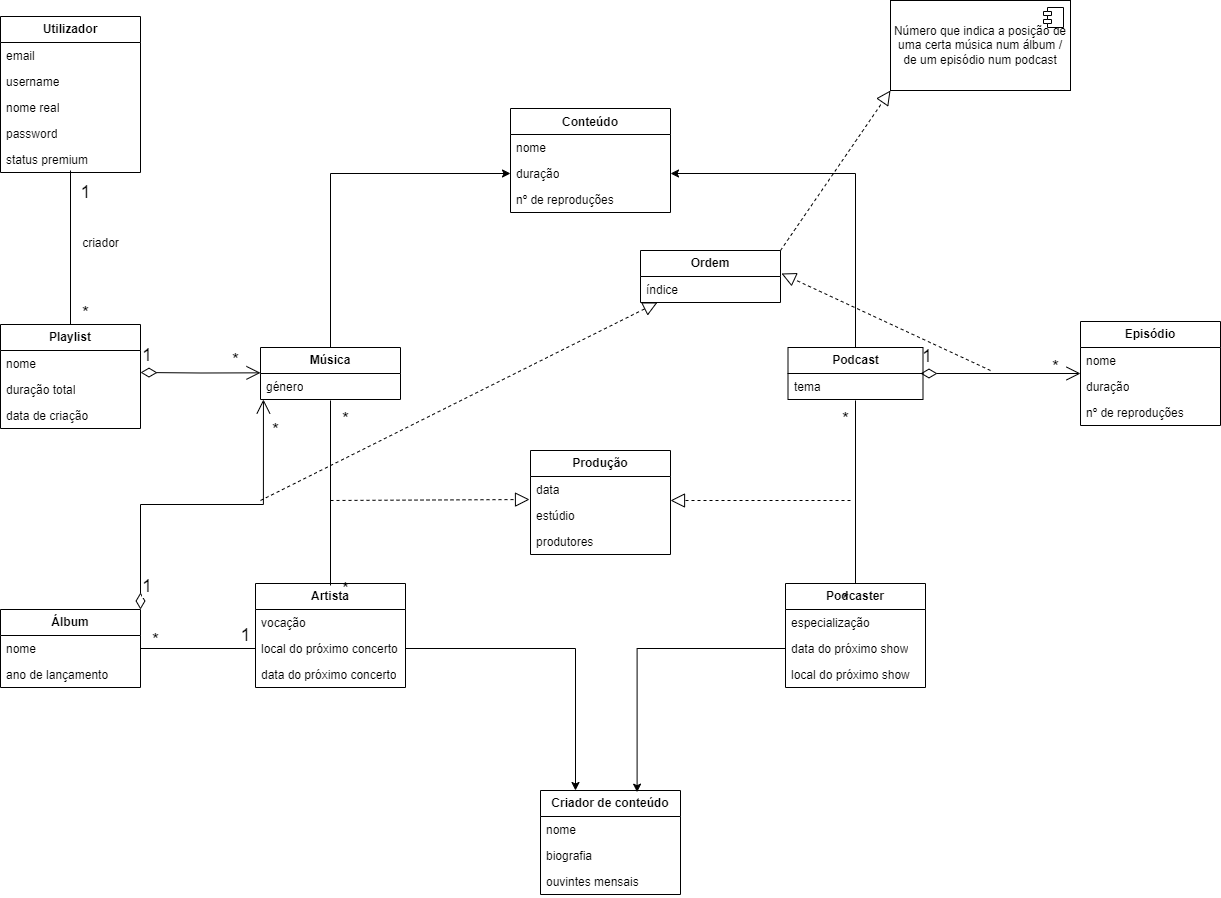 Utilizador
email
username
nome real
password
status premium
1
criador
*
Número que indica a posição de
uma certa música num álbum /
de um episódio num podcast
Conteúdo
nome
duração
nº de reproduções
Ordem
índice
Playlist
nome
duração total
data de criação
1
*
Música
género
*
*
Podcast
tema
1
*
*
Episódio
nome
duração
nº de reproduções
Produção
data
estúdio
produtores
1
Álbum
nome
ano de lançamento
*
1
*
Artista
vocação
local do próximo concerto
data do próximo concerto
*
Podcaster
especialização
data do próximo show
local do próximo show
Criador de conteúdo
nome
biografia
ouvintes mensais